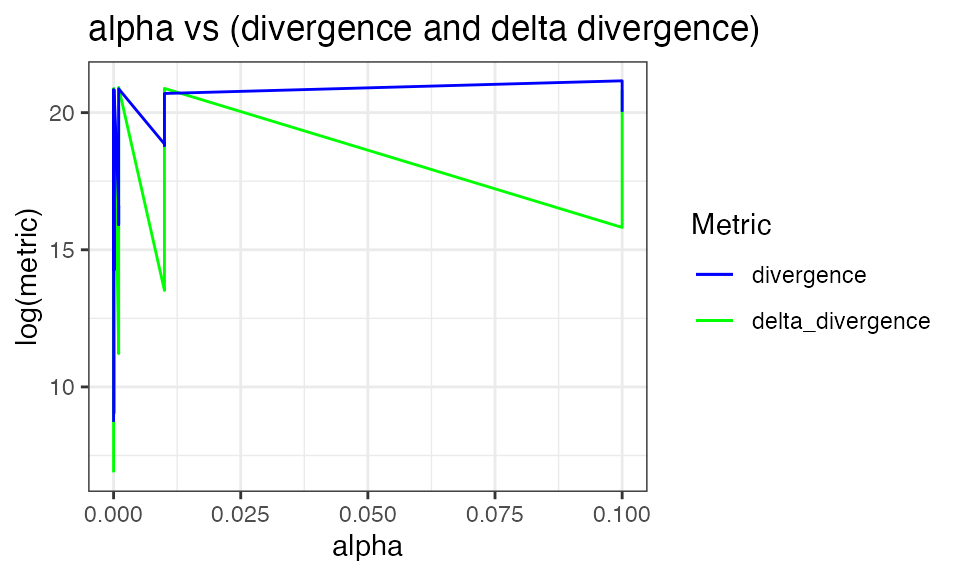 alpha vs (divergence and delta divergence)
20
15
10
log(metric)
0.000 0.025 0.050 0.075 0.100
alpha
Metric
divergence
delta_divergence